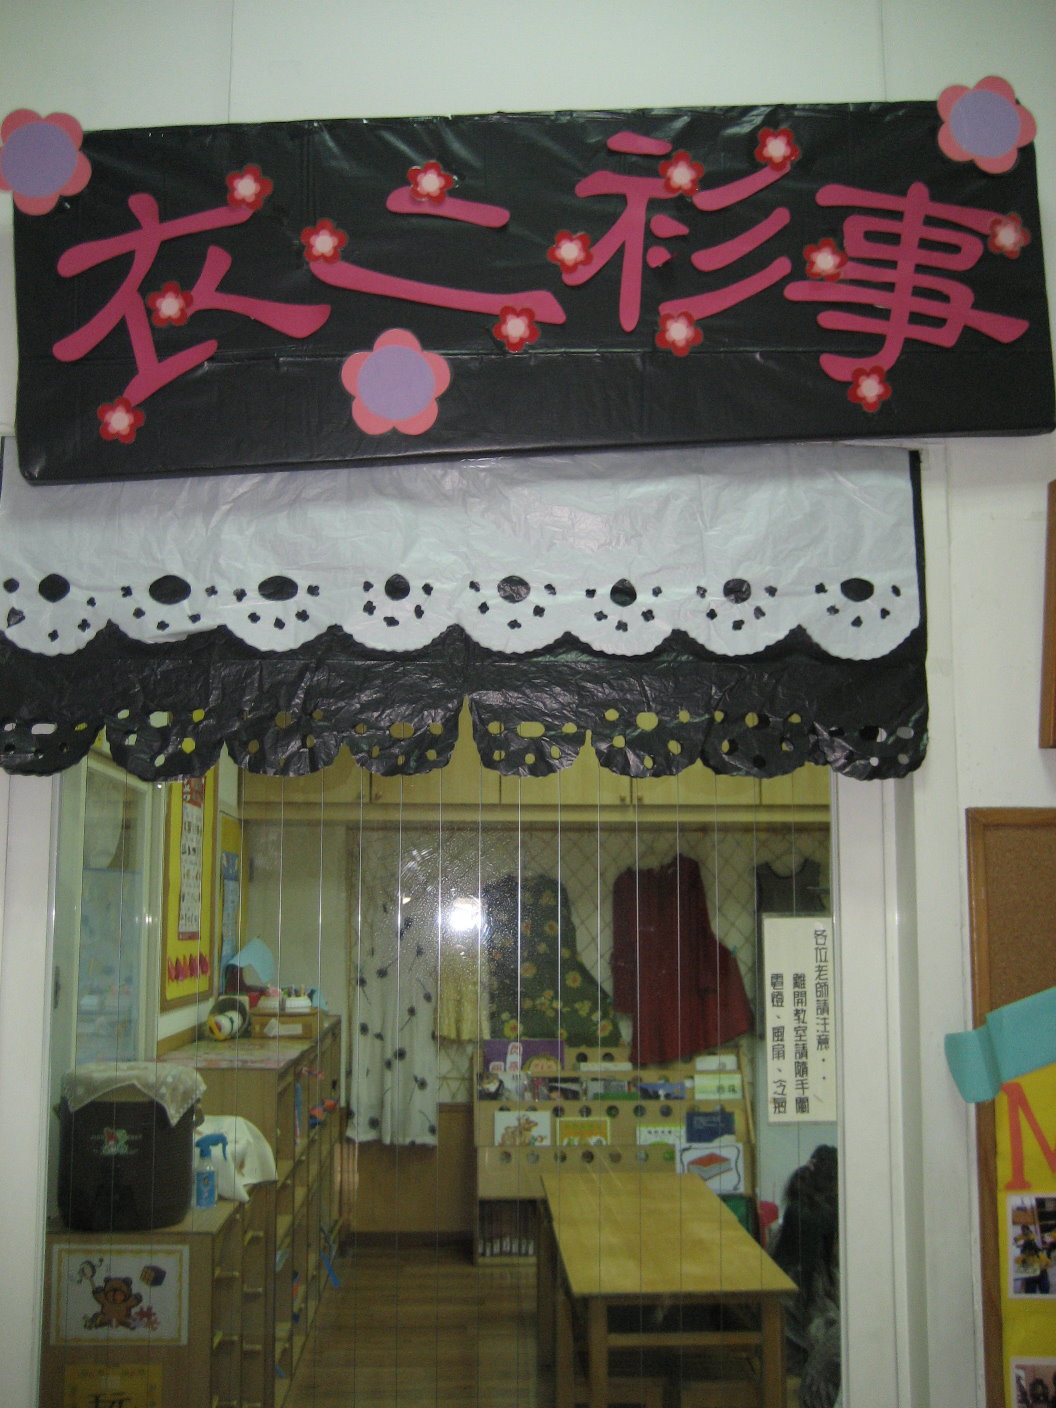 衣二衫事
各位老師請注意．．
離開教室請隨手關
電燈、風扇、冷氣
M